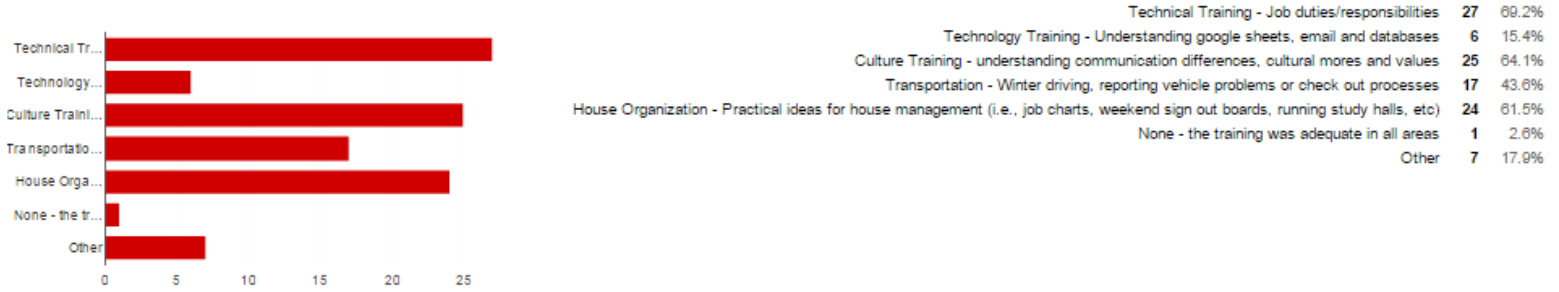 Technical Tr...
Technology...
Culture Traini...
Transportatio...
House Orga...
None - the tr...
Other
0 5 10 15 20 25
Technical Training - Job duties/responsibilities 27 69.2%
Technology Training - Understanding google sheets, email and databases 6 15.4%
Culture Training - understanding communication differences, cultural mores and values 25 64.1%
Transportation - Winter driving, reporting vehicle problems or check out processes 17 43.6%
House Organization - Practical ideas for house management (i.e., job charts, weekend sign out boards, running study halls, etc) 24 61.5%
None - the training was adequate in all areas 1 2.6%
Other 7 17.9%